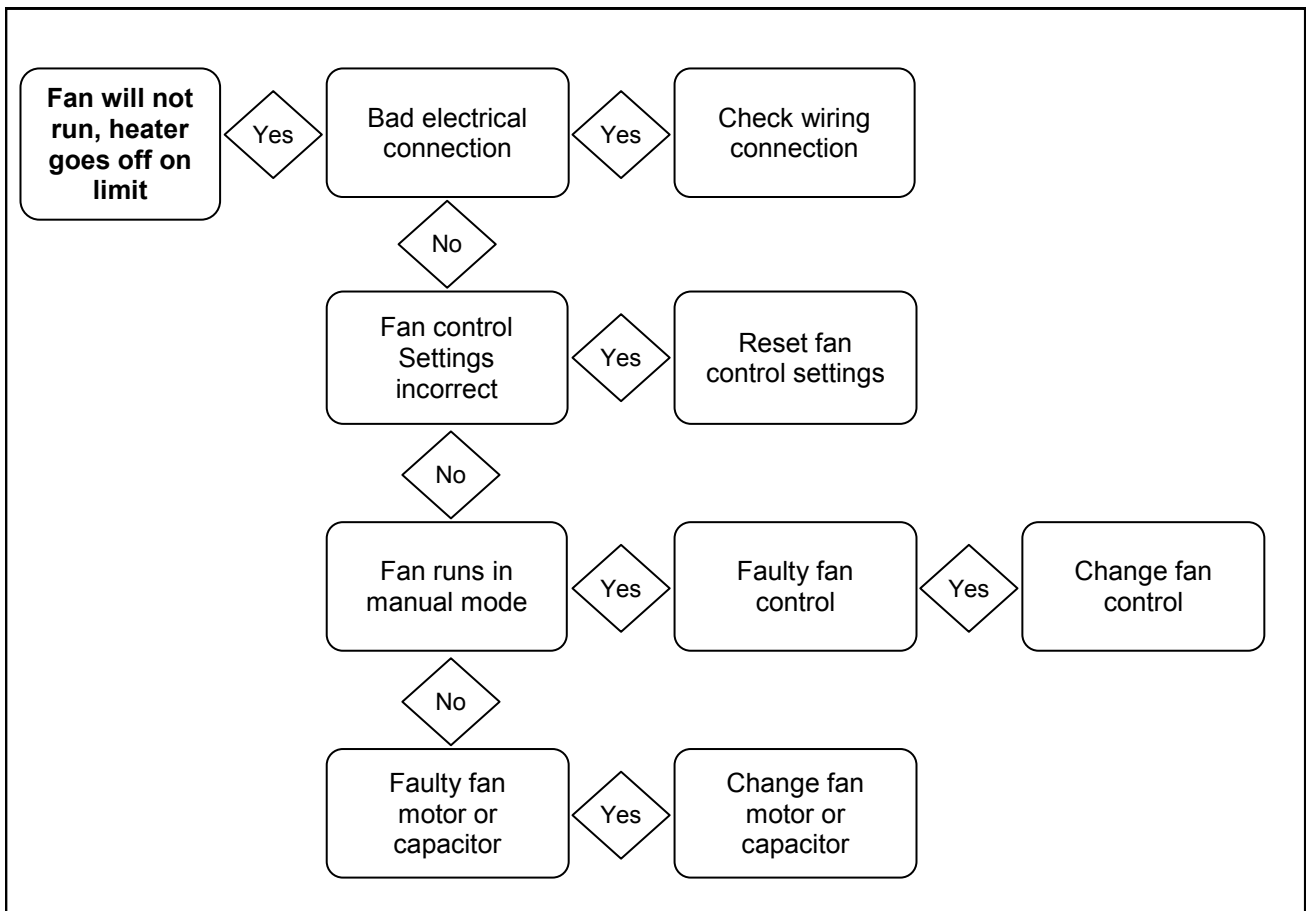 Fan will not
run, heater
goes off on
limit
Yes
Bad electrical
connection
Yes
Check wiring
connection
No
Fan control
Settings
incorrect
Yes
Reset fan
control settings
No
Fan runs in
manual mode
Yes
Faulty fan
control
Yes
Change fan
control
No
Faulty fan
motor or
capacitor
Yes
Change fan
motor or
capacitor